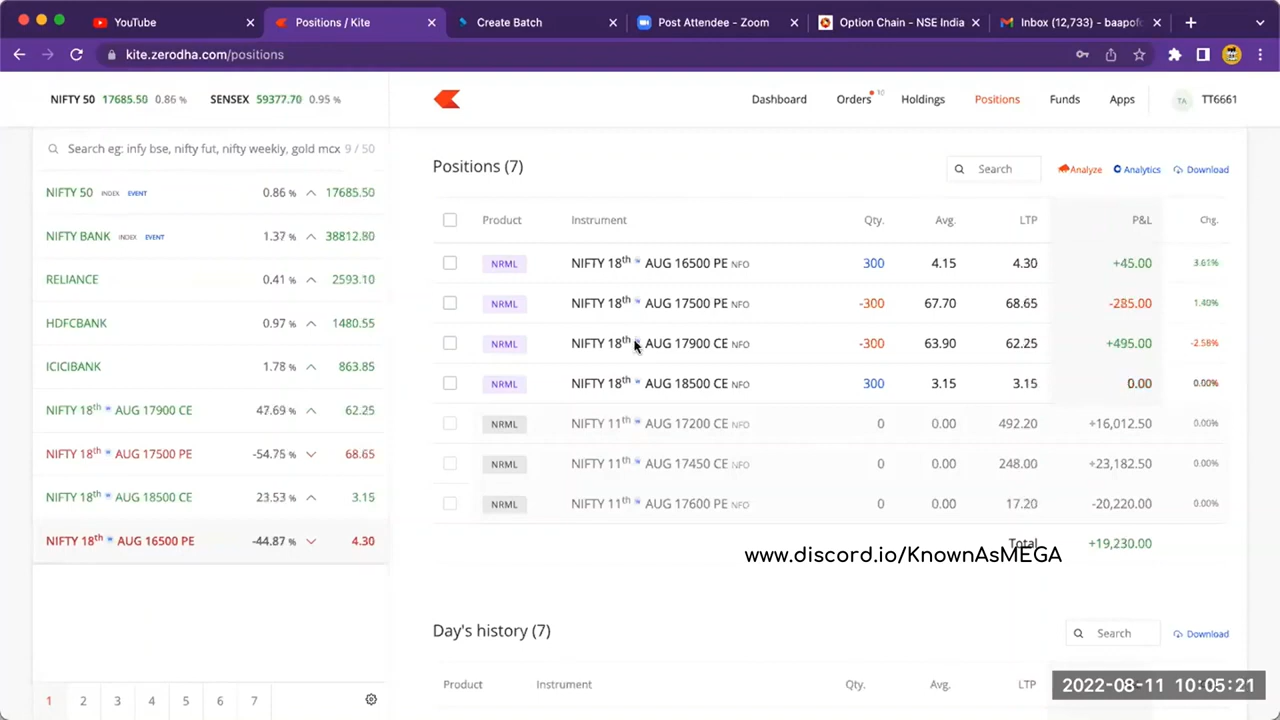 YouTube
Positions / Kite
Create Batch
Post Attendee - Zoom
Option Chain - NSE India
Inbox (12,733) - baapofc
kite.zerodha.com/positions
NIFTY 50 17685.50 0.86 % SENSEX 59377.70 0.95 %
Dashboard Orders 10 Holdings Positions Funds Apps TA TT6661
Search eg: infy bse, nifty fut, nifty weekly, gold mcx 9 / 50
NIFTY 50 INDEX EVENT 0.86 % 17685.50
NIFTY BANK INDEX EVENT 1.37 % 38812.80
RELIANCE 0.41 % 2593.10
HDFCBANK 0.97 % 1480.55
ICICIBANK 1.78 % 863.85
NIFTY 18th w AUG 17900 CE 47.69 % 62.25
NIFTY 18th w AUG 17500 PE -54.75 % 68.65
NIFTY 18th w AUG 18500 CE 23.53 % 3.15
NIFTY 18th w AUG 16500 PE -44.87 % 4.30
1 2 3 4 5 6 7
Positions (7)
Search Analyze Analytics Download
Product Instrument Qty. Avg. LTP P&L Chg.
NRML NIFTY 18th w AUG 16500 PE NFO 300 4.15 4.30 +45.00 3.61%
NRML NIFTY 18th w AUG 17500 PE NFO -300 67.70 68.65 -285.00 1.40%
NRML NIFTY 18th AUG 17900 CE NFO -300 63.90 62.25 +495.00 -2.58%
NRML NIFTY 18th w AUG 18500 CE NFO 300 3.15 3.15 0.00 0.00%
NRML NIFTY 11th w AUG 17200 CE NFO 0 0.00 492.20 +16,012.50 0.00%
NRML NIFTY 11th w AUG 17450 CE NFO 0 0.00 248.00 +23,182.50 0.00%
NRML NIFTY 11th w AUG 17600 PE NFO 0 0.00 17.20 -20,220.00 0.00%
Total +19,230.00
www.discord.io/KnownAsMEGA
Day's history (7)
Search Download
Product Instrument Qty. Avg. LTP
2022-08-11 10:05:21